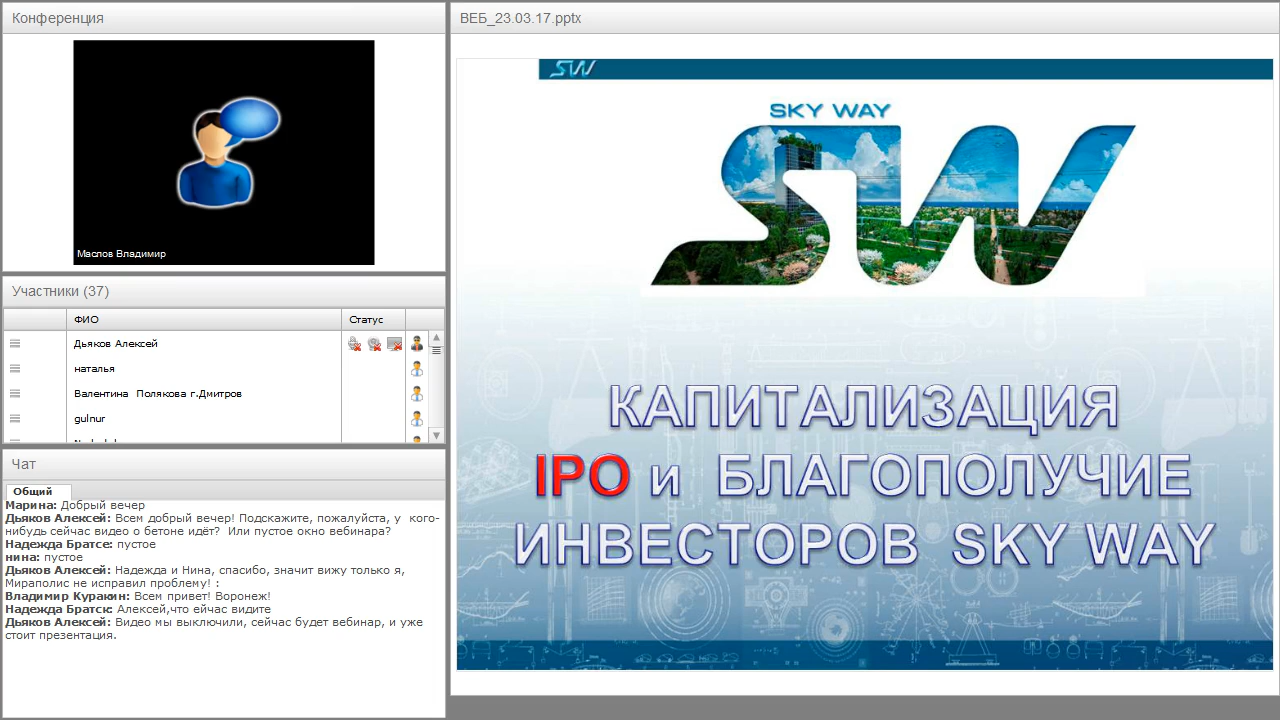 Конференция
Маслов Владимир
Участники (37)
ФИО
Статус
Дьяков Алексей
наталья
Валентина Полякова г.Дмитров
gulnur
Чат
Общий
Марина: Добрый вечер
Дьяков Алексей: Всем добрый вечер! Подскажите, пожалуйста, у кого-
нибудь сейчас видео о бетоне идёт? Или пустое окно вебинара?
Надежда Братсе: пустое
нина: пустое
Дьяков Алексей: Надежда и Нина, спасибо, значит вижу только я,
Мираполис не исправил проблему! :
Владимир Куракин: Всем привет! Воронеж!
Надежда Братск: Алексей,что ейчас видите
Дьяков Алексей: Видео мы выключили, сейчас будет вебинар, и уже
стоит презентация.
ВЕБ_23.03.17.pptx
SW
SKY WAY
SW
КАПИТАЛИЗАЦИЯ
IPO и БЛАГОПОЛУЧИЕ
ИНВЕСТОРОВ SKY WAY